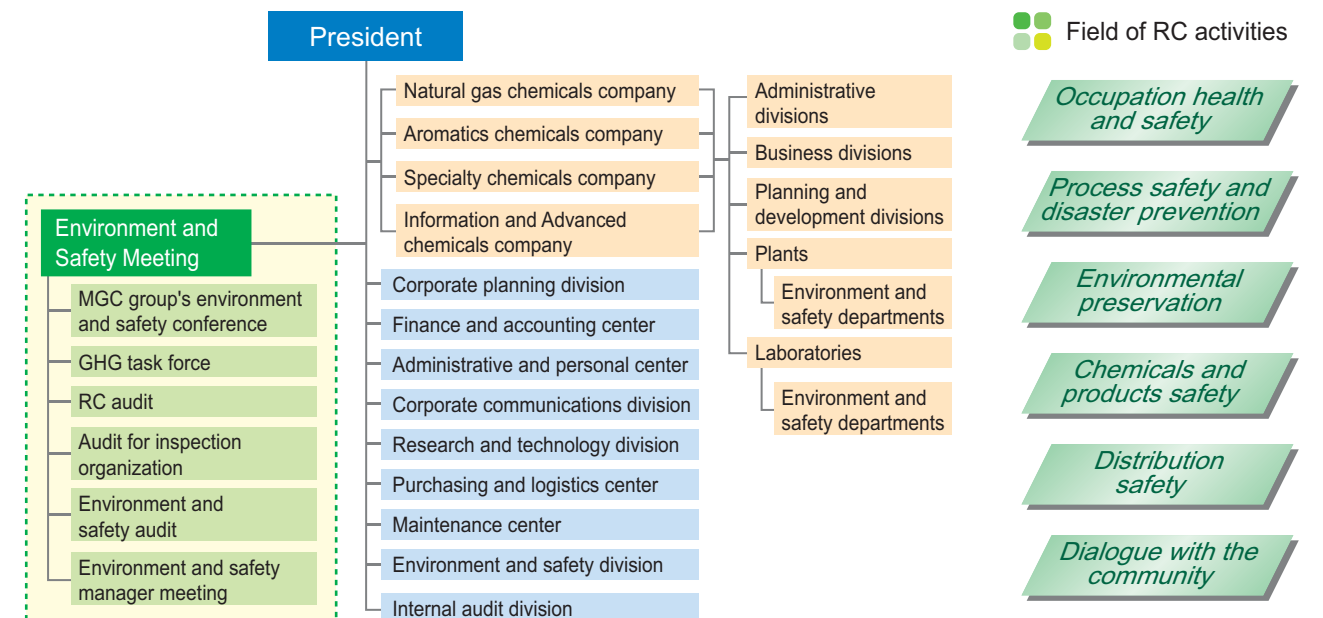 President
Field of RC activities
Environment and
Safety Meeting
MGC group's environment
and safety conference
GHG task force
RC audit
Audit for inspection
organization
Environment and
safety audit
Environment and safety
manager meeting
Natural gas chemicals company
Aromatics chemicals company
Specialty chemicals company
Information and Advanced
chemicals company
Corporate planning division
Finance and accounting center
Administrative and personal center
Corporate communications division
Research and technology division
Purchasing and logistics center
Maintenance center
Environment and safety division
Internal audit division
Administrative
divisions
Business divisions
Planning and
development divisions
Plants
Environment and
safety departments
Laboratories
Environment and
safety departments
Occupation health
and safety
Process safety and
disaster prevention
Environmental
preservation
Chemicals and
products safety
Distribution
safety
Dialogue with the
community